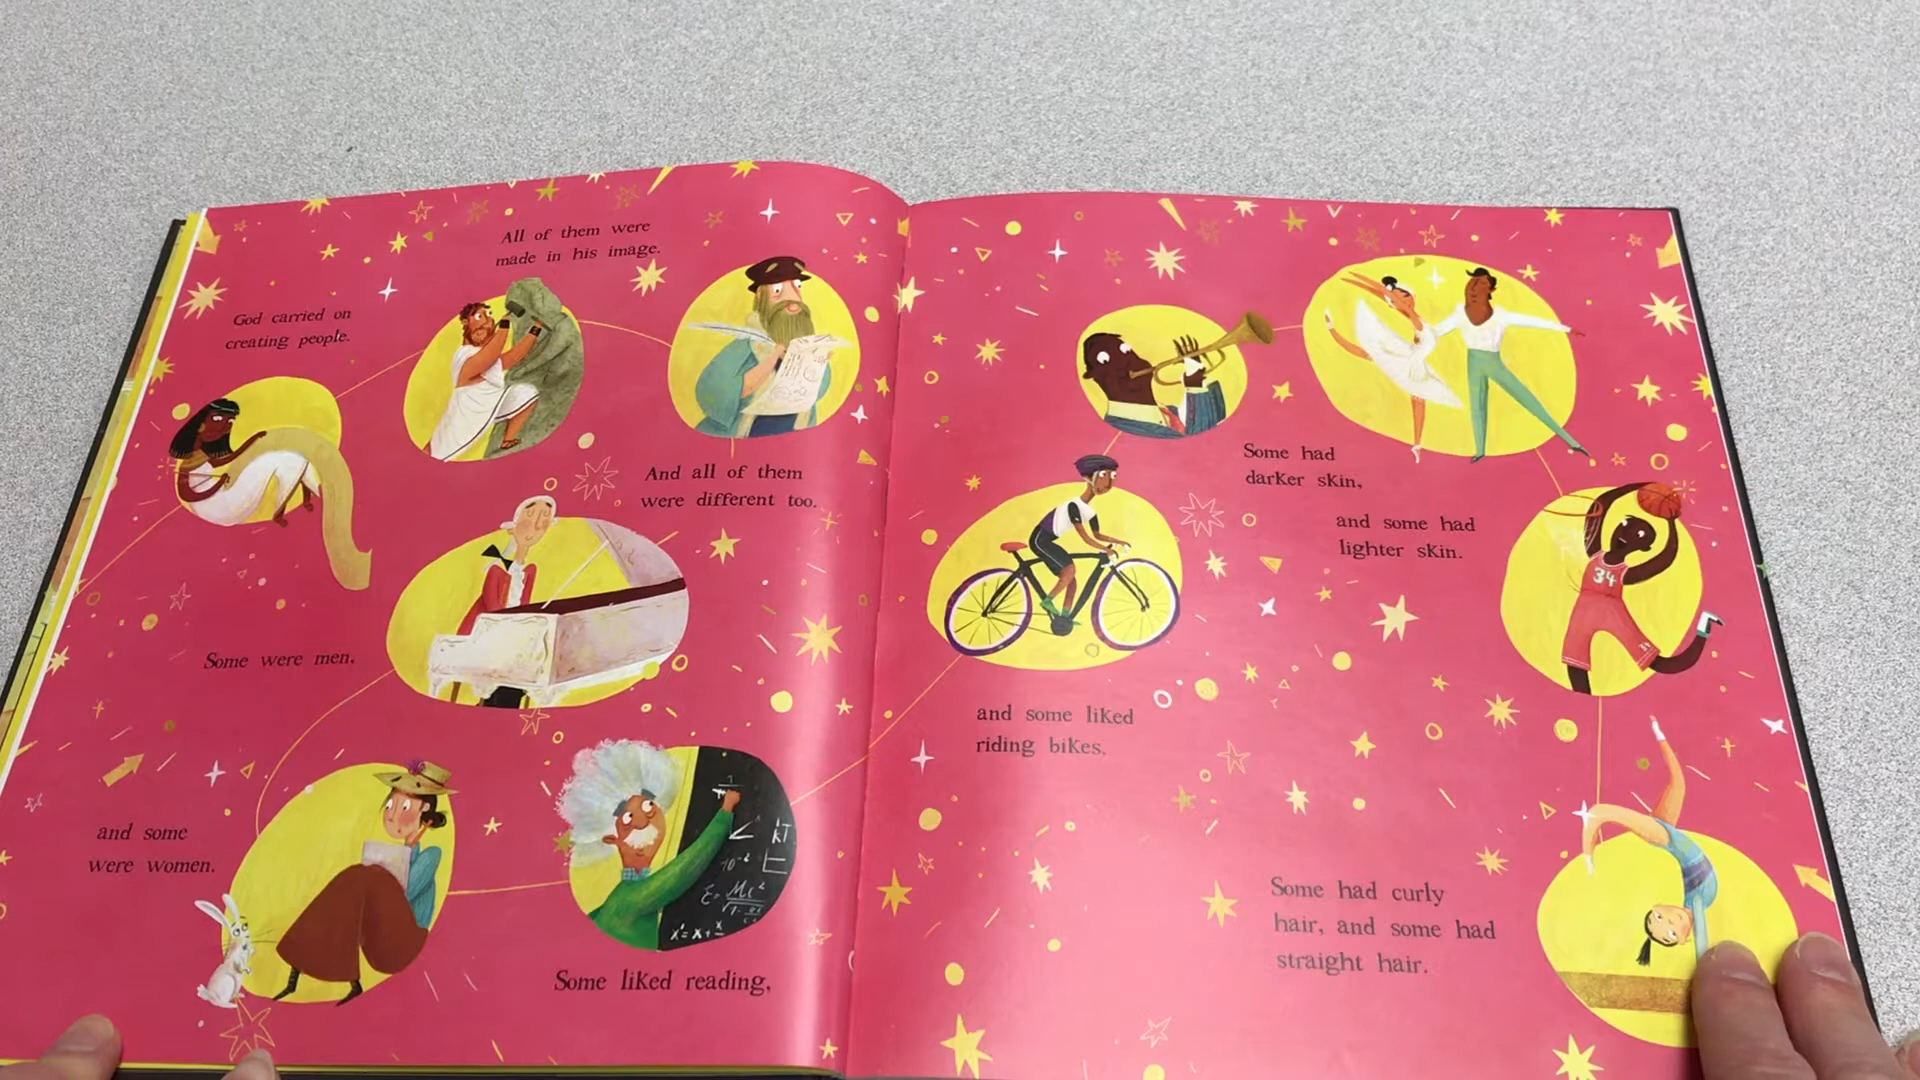 God carried on
creating people.
All of them were
made in his image.
And all of them
were different too.
Some were men,
and some
were women.
Some liked reading,
and some liked
riding bikes.
Some had
darker skin,
and some had
lighter skin.
34
Some had curly
hair, and some had
straight hair.